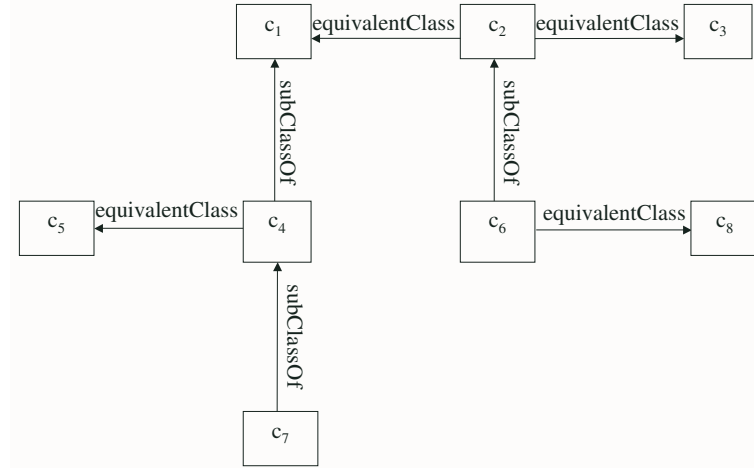 c1 equivalentClass c2 equivalentClass c3
subClassOf subClassOf
c5 equivalentClass c4 c6 equivalentClass c8
subClassOf
c7